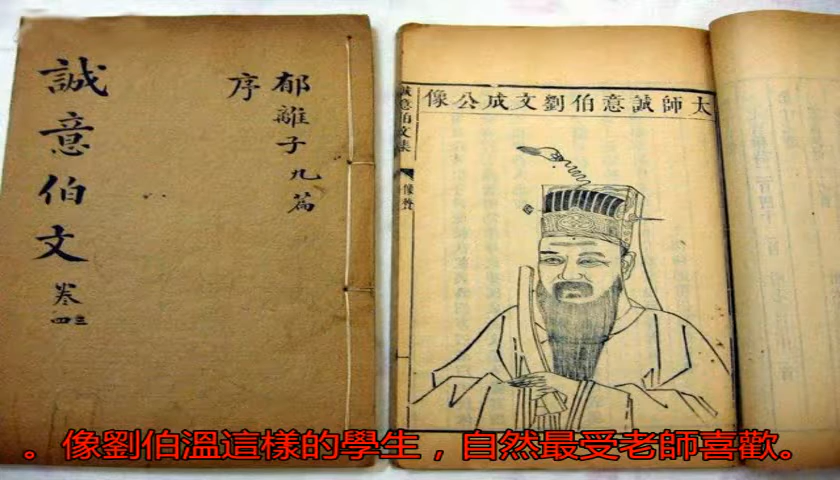 誠意伯文
卷三四
郁離子九篇
序
太師誠意伯劉文成公像
誠意伯文集
像贊
。像劉伯溫這樣的學生，自然最受老師喜歡。